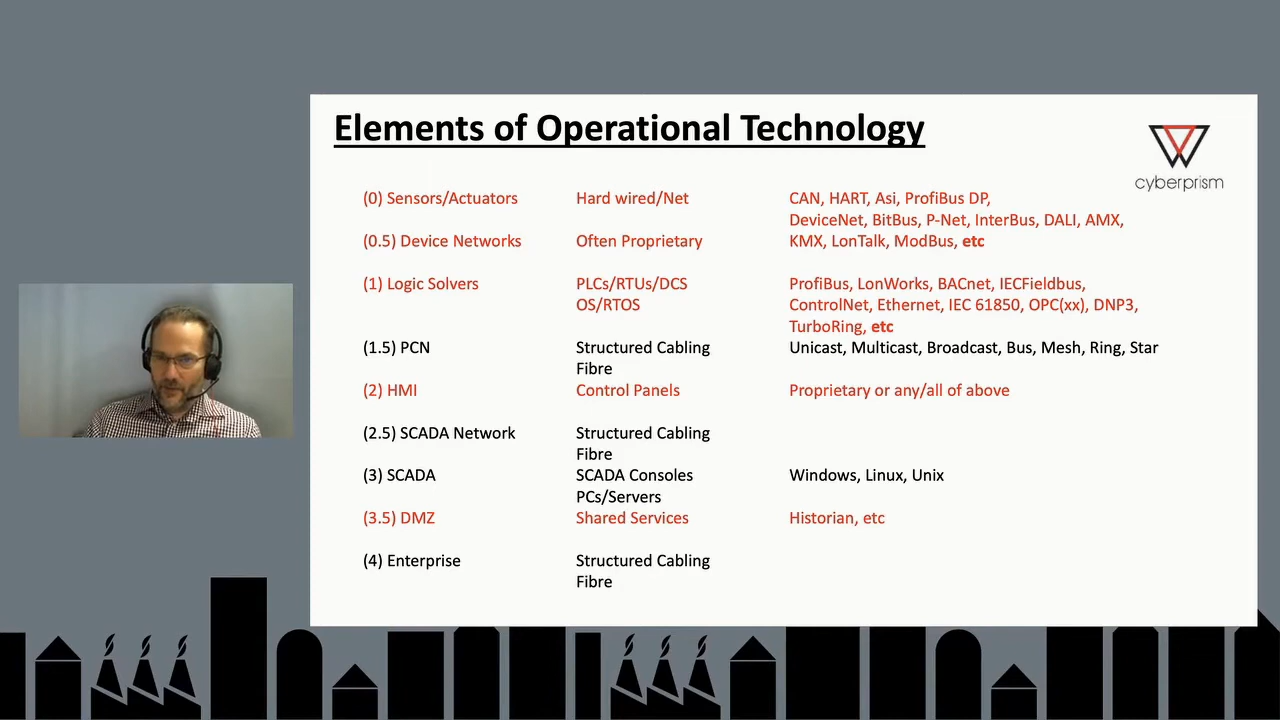 Elements of Operational Technology
cyberprism
(0) Sensors/Actuators Hard wired/Net CAN, HART, Asi, ProfiBus DP,
DeviceNet, BitBus, P-Net, InterBus, DALI, AMX,
(0.5) Device Networks Often Proprietary KMX, LonTalk, ModBus, etc
(1) Logic Solvers PLCs/RTUs/DCS ProfiBus, LonWorks, BACnet, IECFieldbus,
OS/RTOS ControlNet, Ethernet, IEC 61850, OPC(xx), DNP3,
TurboRing, etc
(1.5) PCN Structured Cabling Unicast, Multicast, Broadcast, Bus, Mesh, Ring, Star
Fibre
(2) HMI Control Panels Proprietary or any/all of above
(2.5) SCADA Network Structured Cabling
Fibre
(3) SCADA SCADA Consoles Windows, Linux, Unix
PCs/Servers
(3.5) DMZ Shared Services Historian, etc
(4) Enterprise Structured Cabling
Fibre